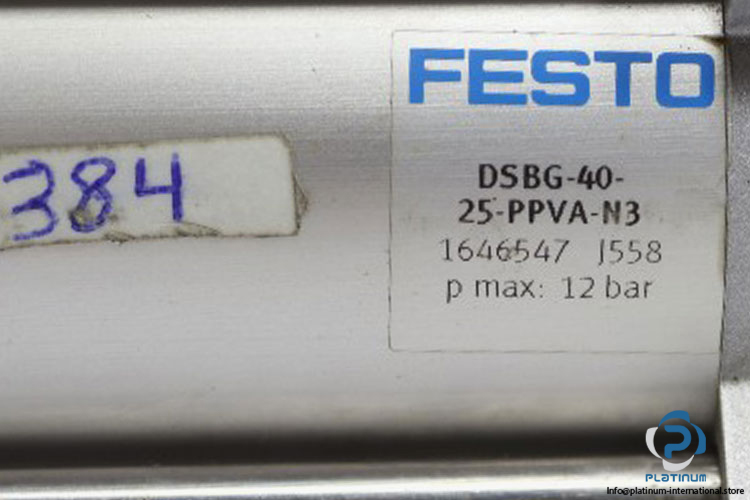 FESTO
384
DSBG-40-
25-PPVA-N3
1646547 J558
p max: 12 bar
PLATINUM
Info@platinum-international.store